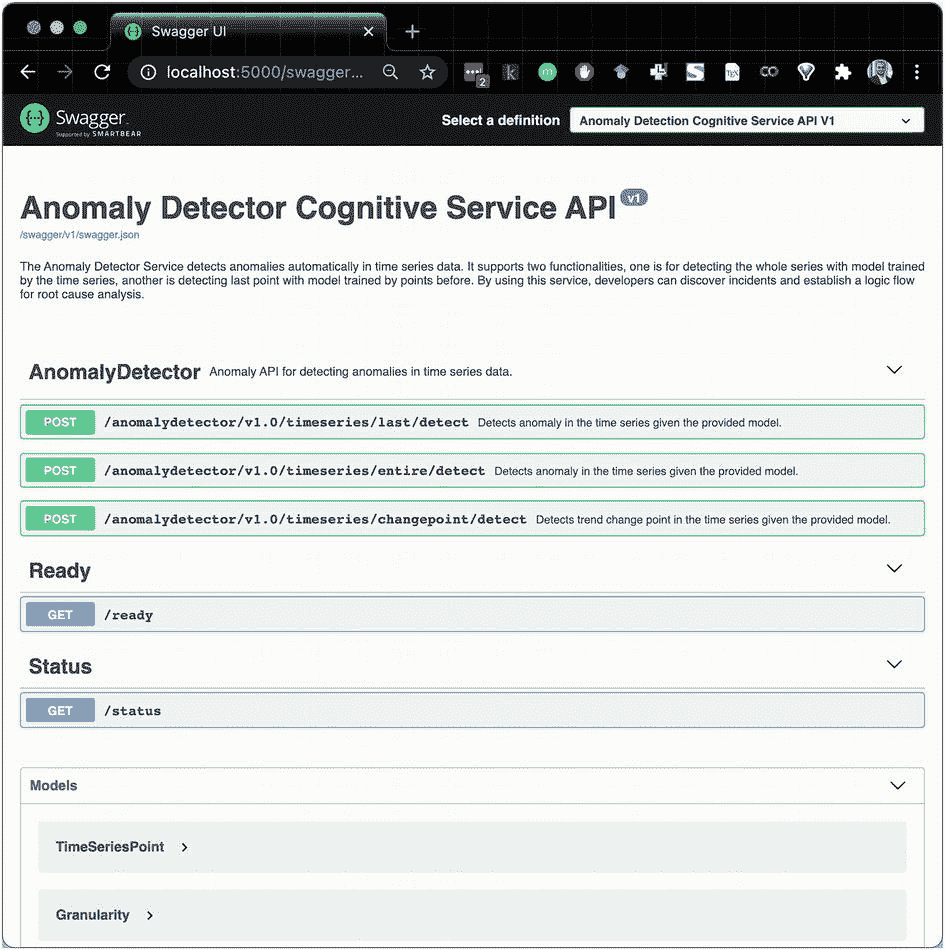 Swagger UI
localhost:5000/swagger...
2
k
m
TEX
Swagger
Supported by SMARTBEAR
Select a definition
Anomaly Detection Cognitive Service API V1
Anomaly Detector Cognitive Service API v1
/swagger/v1/swagger.json
The Anomaly Detector Service detects anomalies automatically in time series data. It supports two functionalities, one is for detecting the whole series with model trained
by the time series, another is detecting last point with model trained by points before. By using this service, developers can discover incidents and establish a logic flow
for root cause analysis.
AnomalyDetector Anomaly API for detecting anomalies in time series data.
POST /anomalydetector/v1.0/timeseries/last/detect Detects anomaly in the time series given the provided model.
POST /anomalydetector/v1.0/timeseries/entire/detect Detects anomaly in the time series given the provided model.
POST /anomalydetector/v1.0/timeseries/changepoint/detect Detects trend change point in the time series given the provided model.
Ready
GET /ready
Status
GET /status
Models
TimeSeriesPoint
Granularity